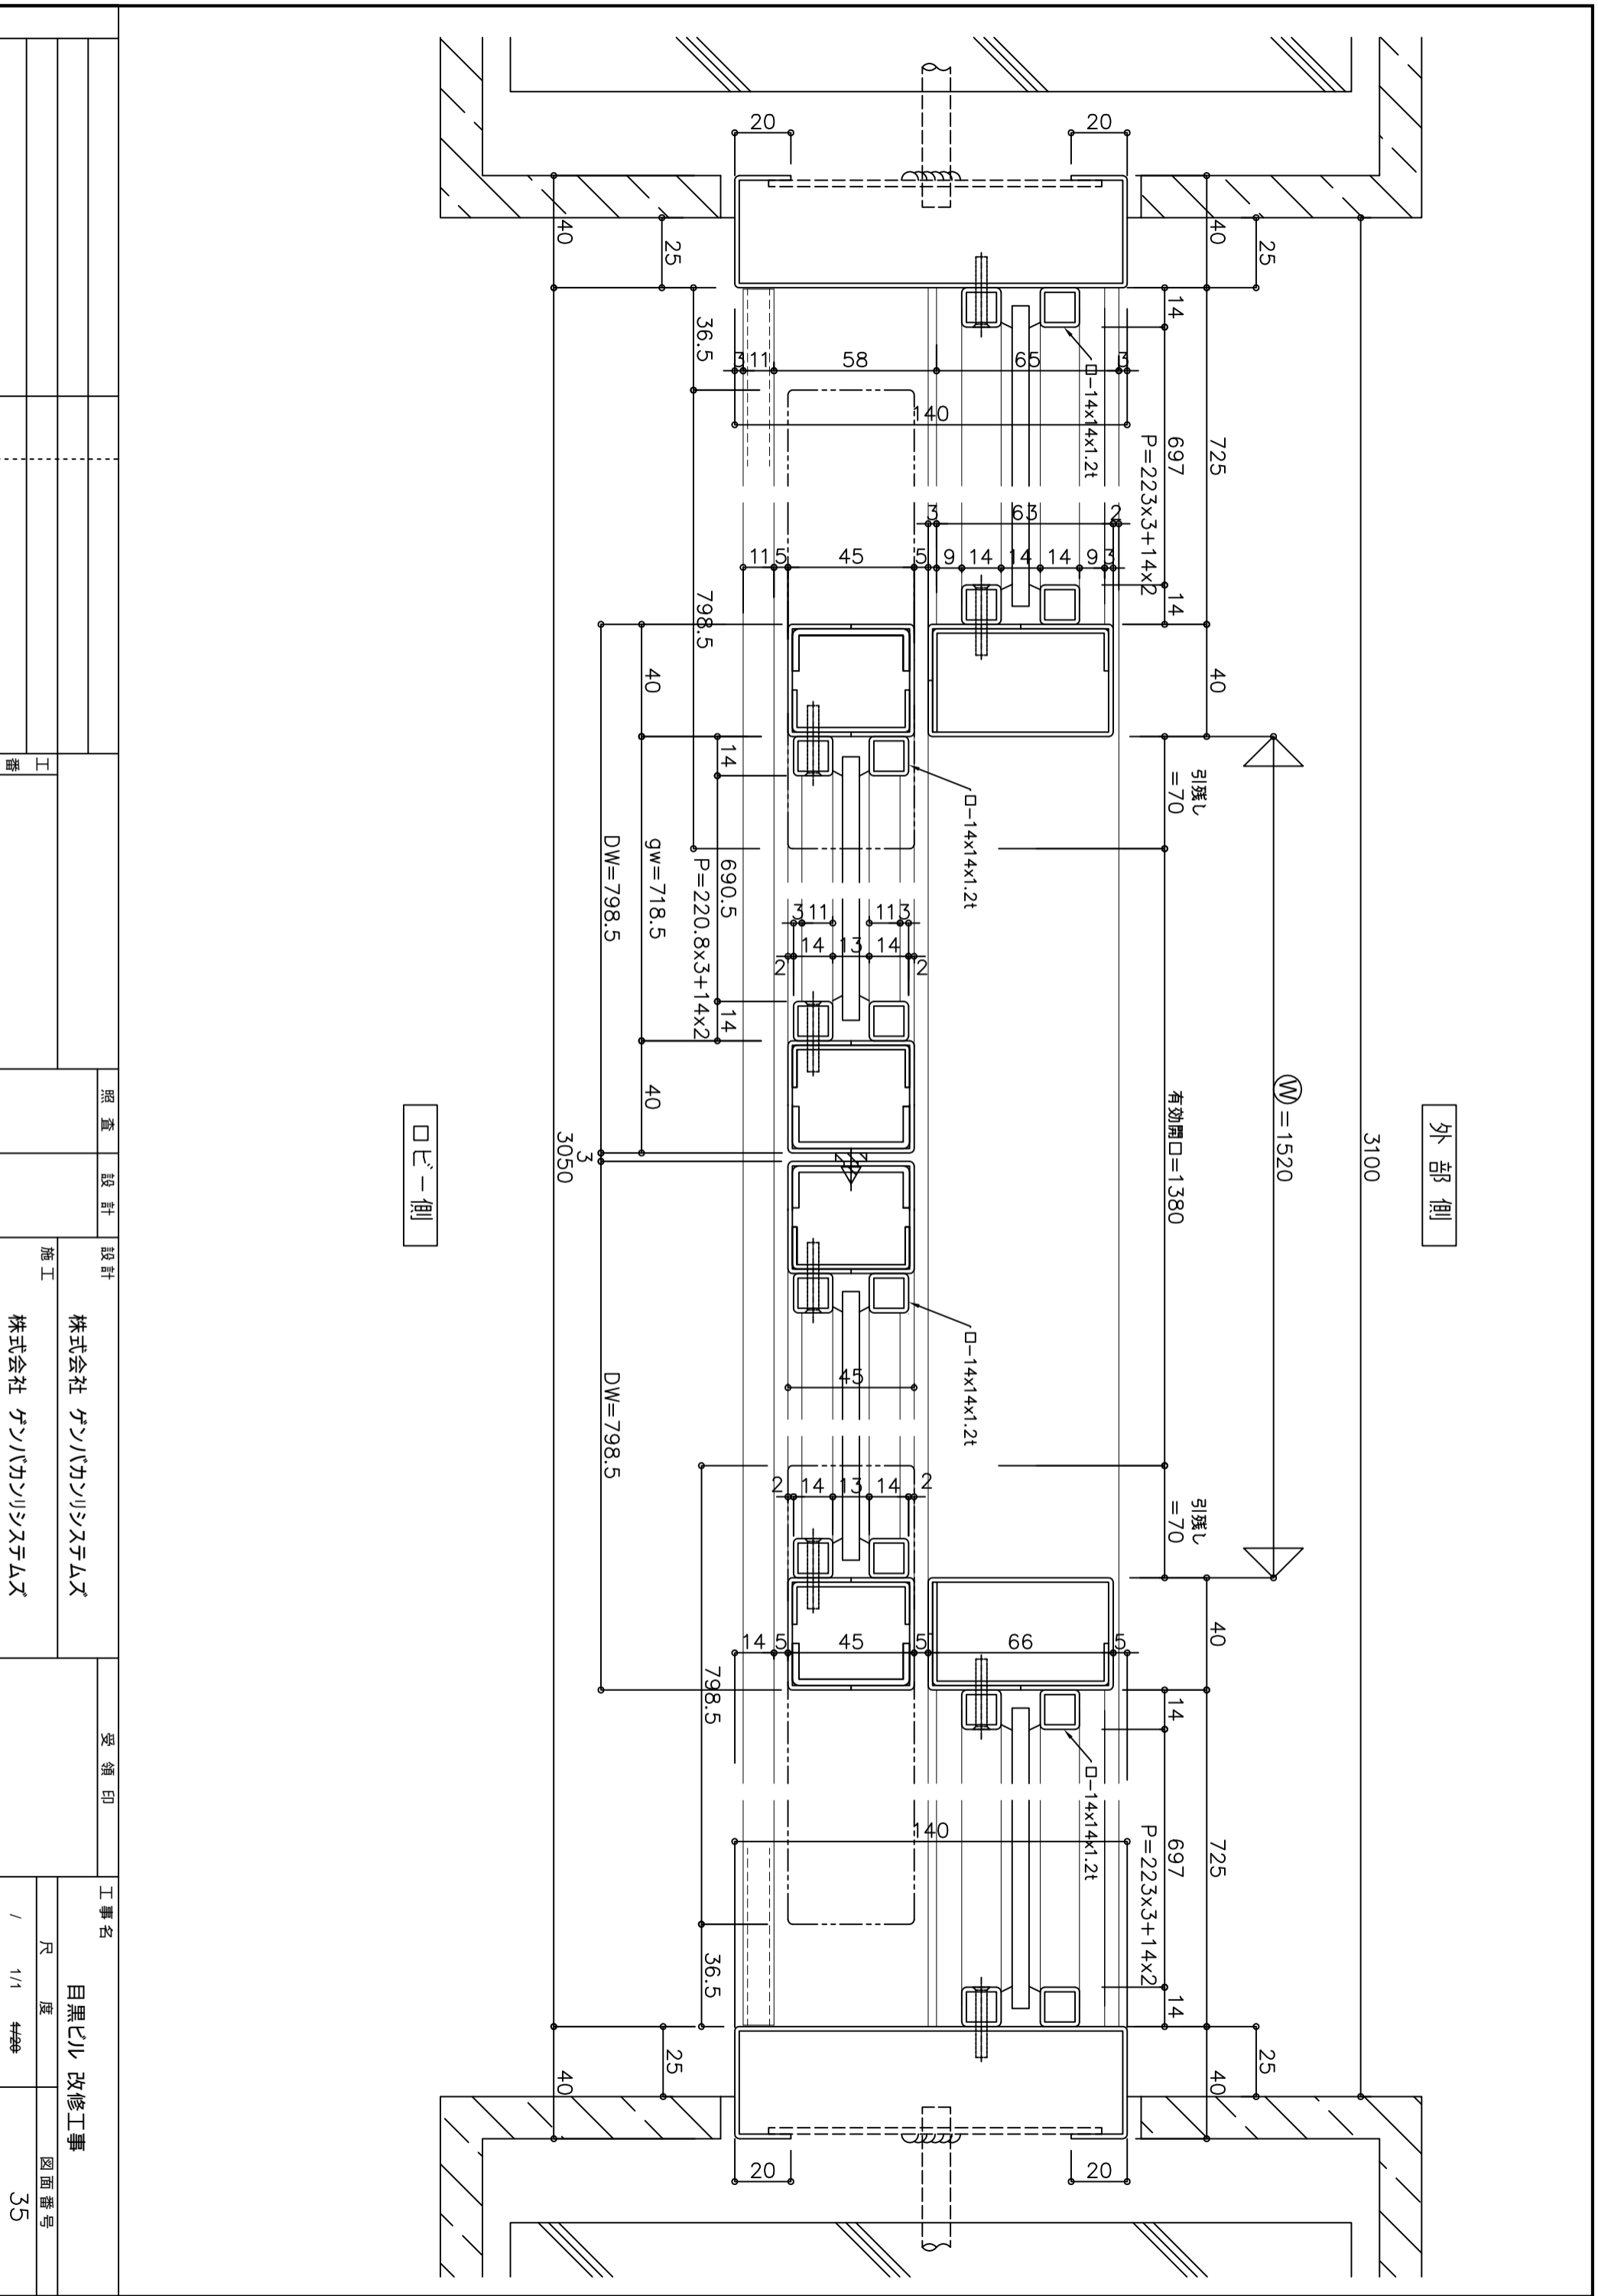 外部側
3100
Ⓦ=1520
25
25
40
725
40
40
725
40
14
697
P=223x3+14x2
14
引残し
=70
有効開口=1380
引残し
=70
14
697
P=223x3+14x2
14
20
20
□-14x14x1.2t
3
65
58
11
3
140
2
63
3
3
9
14
14
14
9
5
45
5
11
□-14x14x1.2t
3
11
11
3
2
14
13
14
2
□-14x14x1.2t
45
2
14
13
14
2
5
66
5
45
5
14
□-14x14x1.2t
140
20
20
36.5
798.5
798.5
36.5
14
690.5
P=220.8x3+14x2
14
25
25
40
gw=718.5
40
DW=798.5
3
DW=798.5
40
3050
40
ロビー側
工番
照査
設計
設計
株式会社 ゲンバカンリシステムズ
施工
株式会社 ゲンバカンリシステムズ
受領印
工事名
目黒ビル 改修工事
尺度
/ 1/1 1/20
図面番号
35